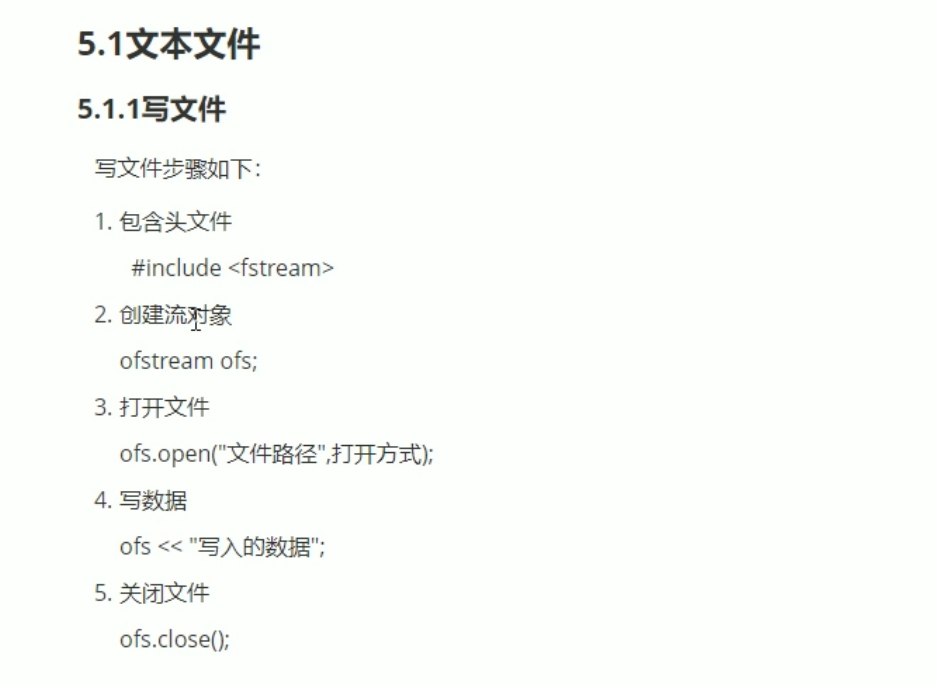 5.1文本文件
5.1.1写文件
写文件步骤如下:
1. 包含头文件
#include <fstream>
2. 创建流对象
ofstream ofs;
3. 打开文件
ofs.open("文件路径",打开方式);
4. 写数据
ofs << "写入的数据";
5. 关闭文件
ofs.close();